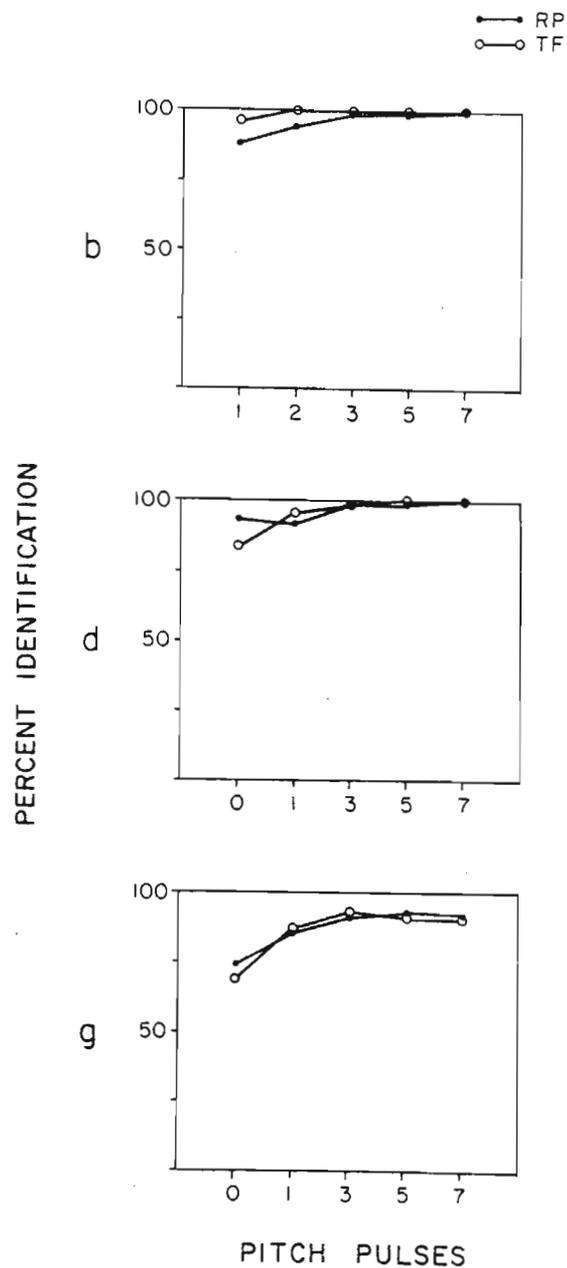 RP
TF
100
b 50
1 2 3 5 7
PERCENT IDENTIFICATION
100
d 50
0 1 3 5 7
100
g 50
0 1 3 5 7
PITCH PULSES